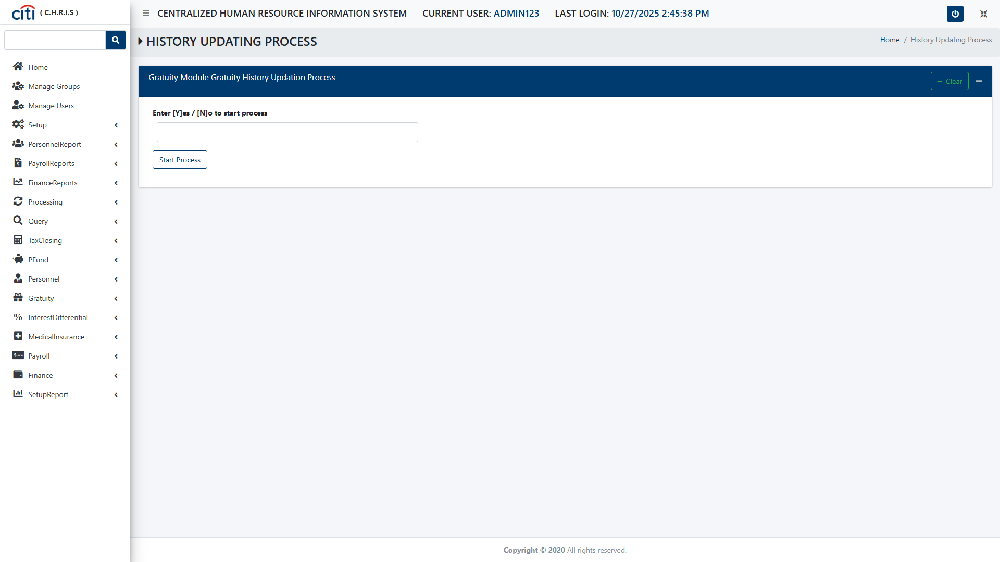 citi ( C.H.R.I.S )
CENTRALIZED HUMAN RESOURCE INFORMATION SYSTEM CURRENT USER: ADMIN123 LAST LOGIN: 10/27/2025 2:45:38 PM
HISTORY UPDATING PROCESS
Home / History Updating Process
Home
Manage Groups
Manage Users
Setup
PersonnelReport
PayrollReports
FinanceReports
Processing
Query
TaxClosing
PFund
Personnel
Gratuity
InterestDifferential
MedicalInsurance
Payroll
Finance
SetupReport
Gratuity Module Gratuity History Updation Process
+ Clear
Enter [Y]es / [N]o to start process
Start Process
Copyright © 2020 All rights reserved.